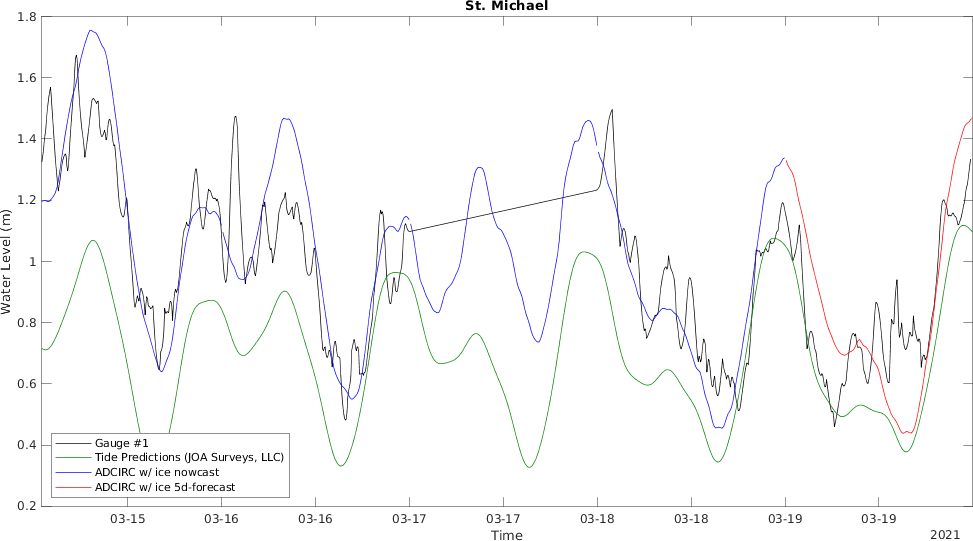 St. Michael
1.8
1.6
1.4
1.2
1
0.8
0.6
0.4
0.2
Water Level (m)
Gauge #1
Tide Predictions (JOA Surveys, LLC)
ADCIRC w/ ice nowcast
ADCIRC w/ ice 5d-forecast
03-15 03-16 03-16 03-17 03-17 03-18 03-18 03-19 03-19
Time
2021